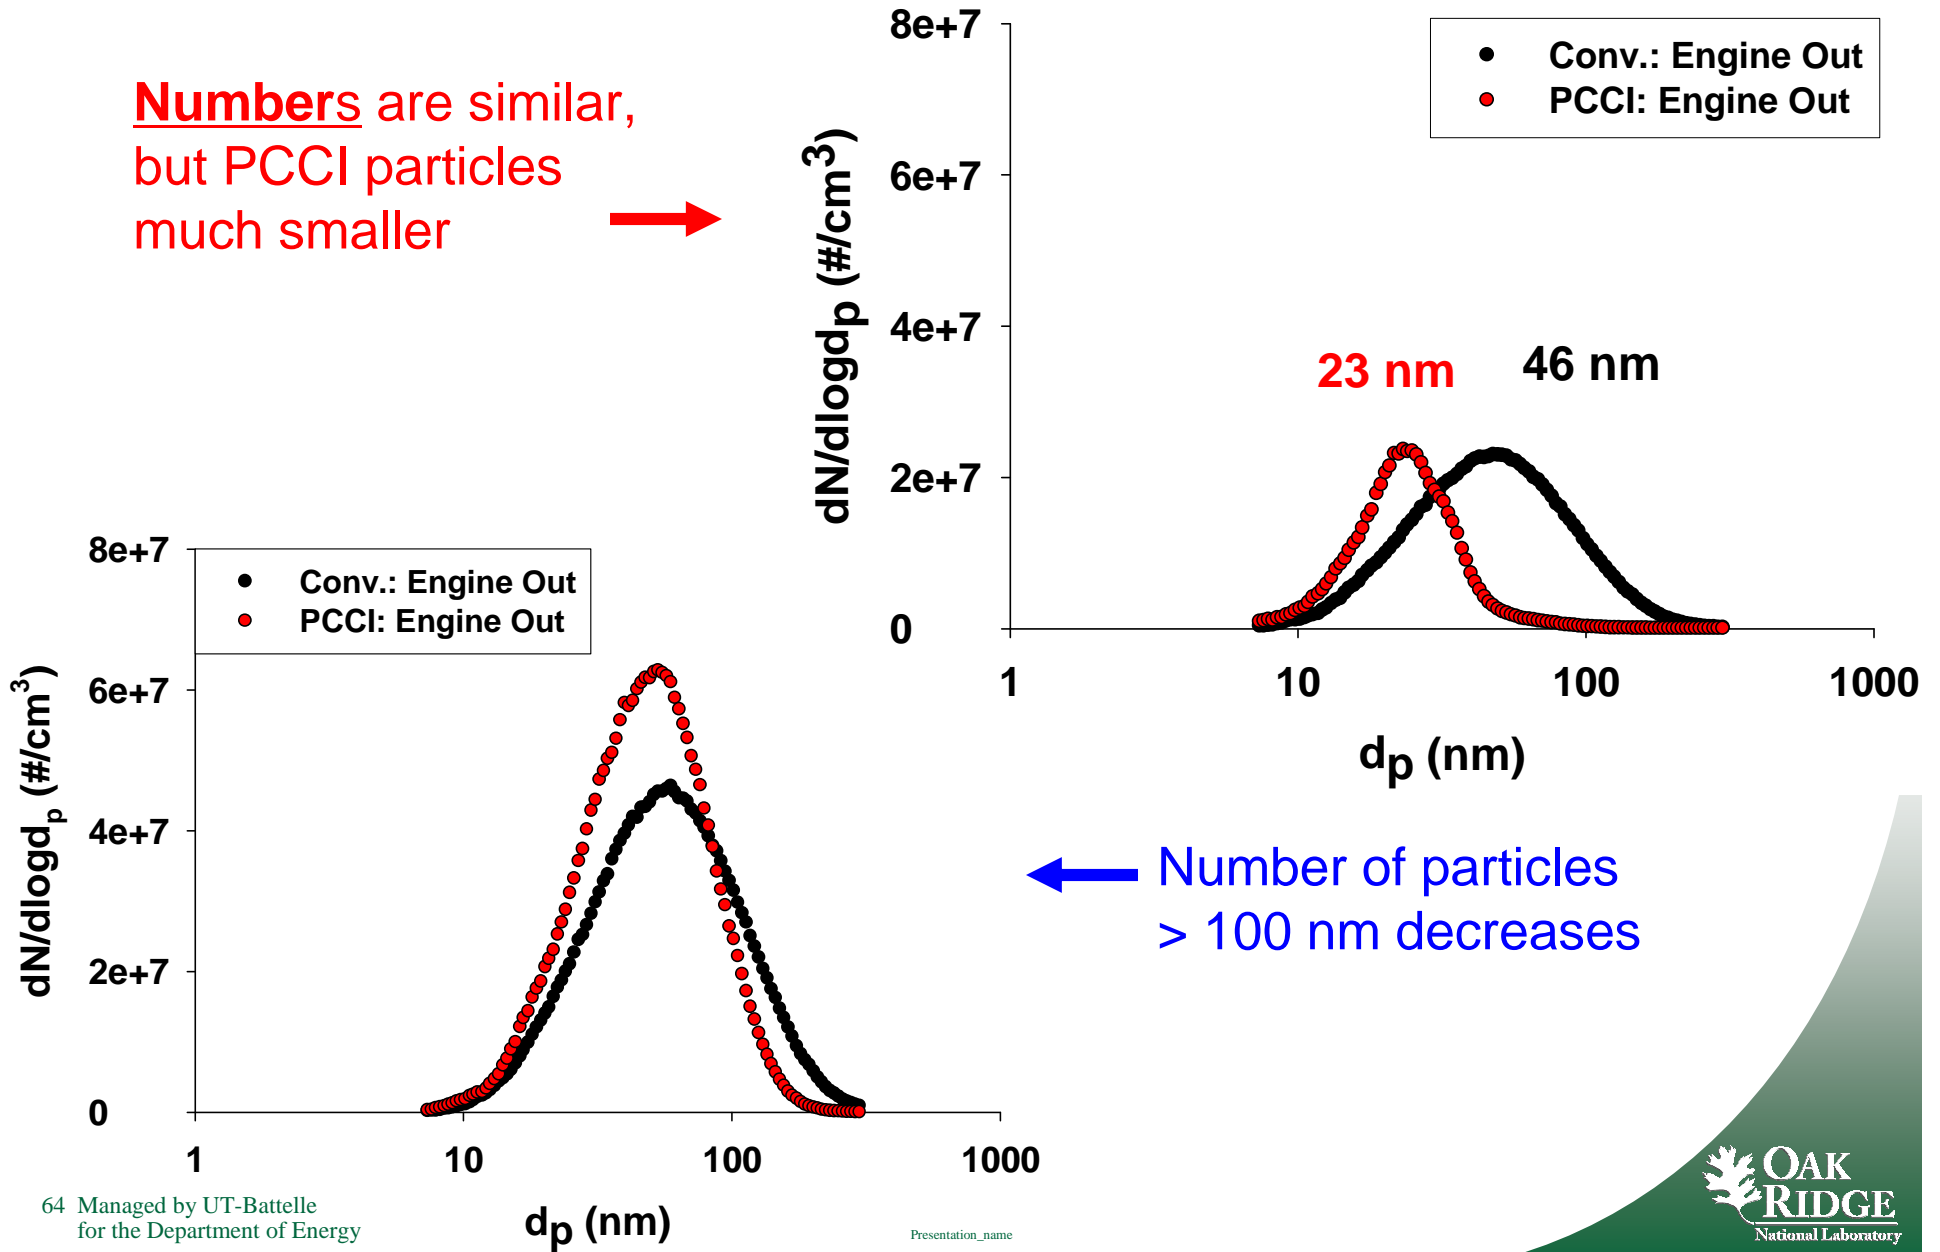 Numbers are similar,
but PCCI particles
much smaller
8e+7
6e+7
4e+7
2e+7
0
dN/dlogdp (#/cm3)
Conv.: Engine Out
PCCI: Engine Out
23 nm
46 nm
1
10
100
1000
dp (nm)
8e+7
6e+7
4e+7
2e+7
0
dN/dlogdp (#/cm3)
Conv.: Engine Out
PCCI: Engine Out
1
10
100
1000
dp (nm)
Number of particles
> 100 nm decreases
64 Managed by UT-Battelle
for the Department of Energy
Presentation_name
OAK
RIDGE
National Laboratory